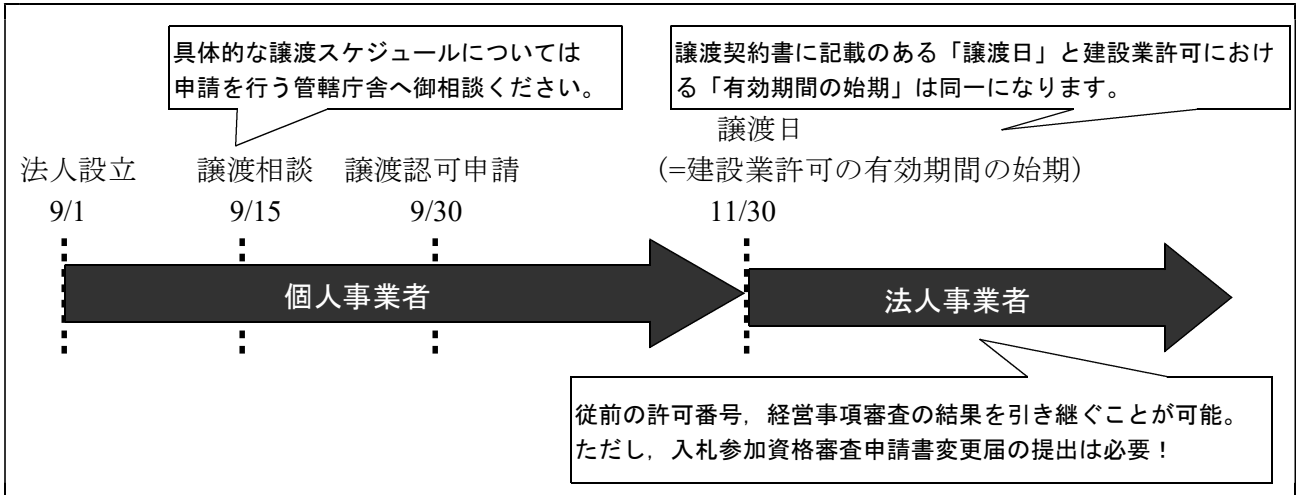 具体的な譲渡スケジュールについては
申請を行う管轄庁舎へ御相談ください。
譲渡契約書に記載のある「譲渡日」と建設業許可におけ
る「有効期間の始期」は同一になります。
譲渡日
法人設立 譲渡相談 譲渡認可申請 (=建設業許可の有効期間の始期)
9/1 9/15 9/30 11/30
個人事業者 法人事業者
従前の許可番号，経営事項審査の結果を引き継ぐことが可能。
ただし，入札参加資格審査申請書変更届の提出は必要！